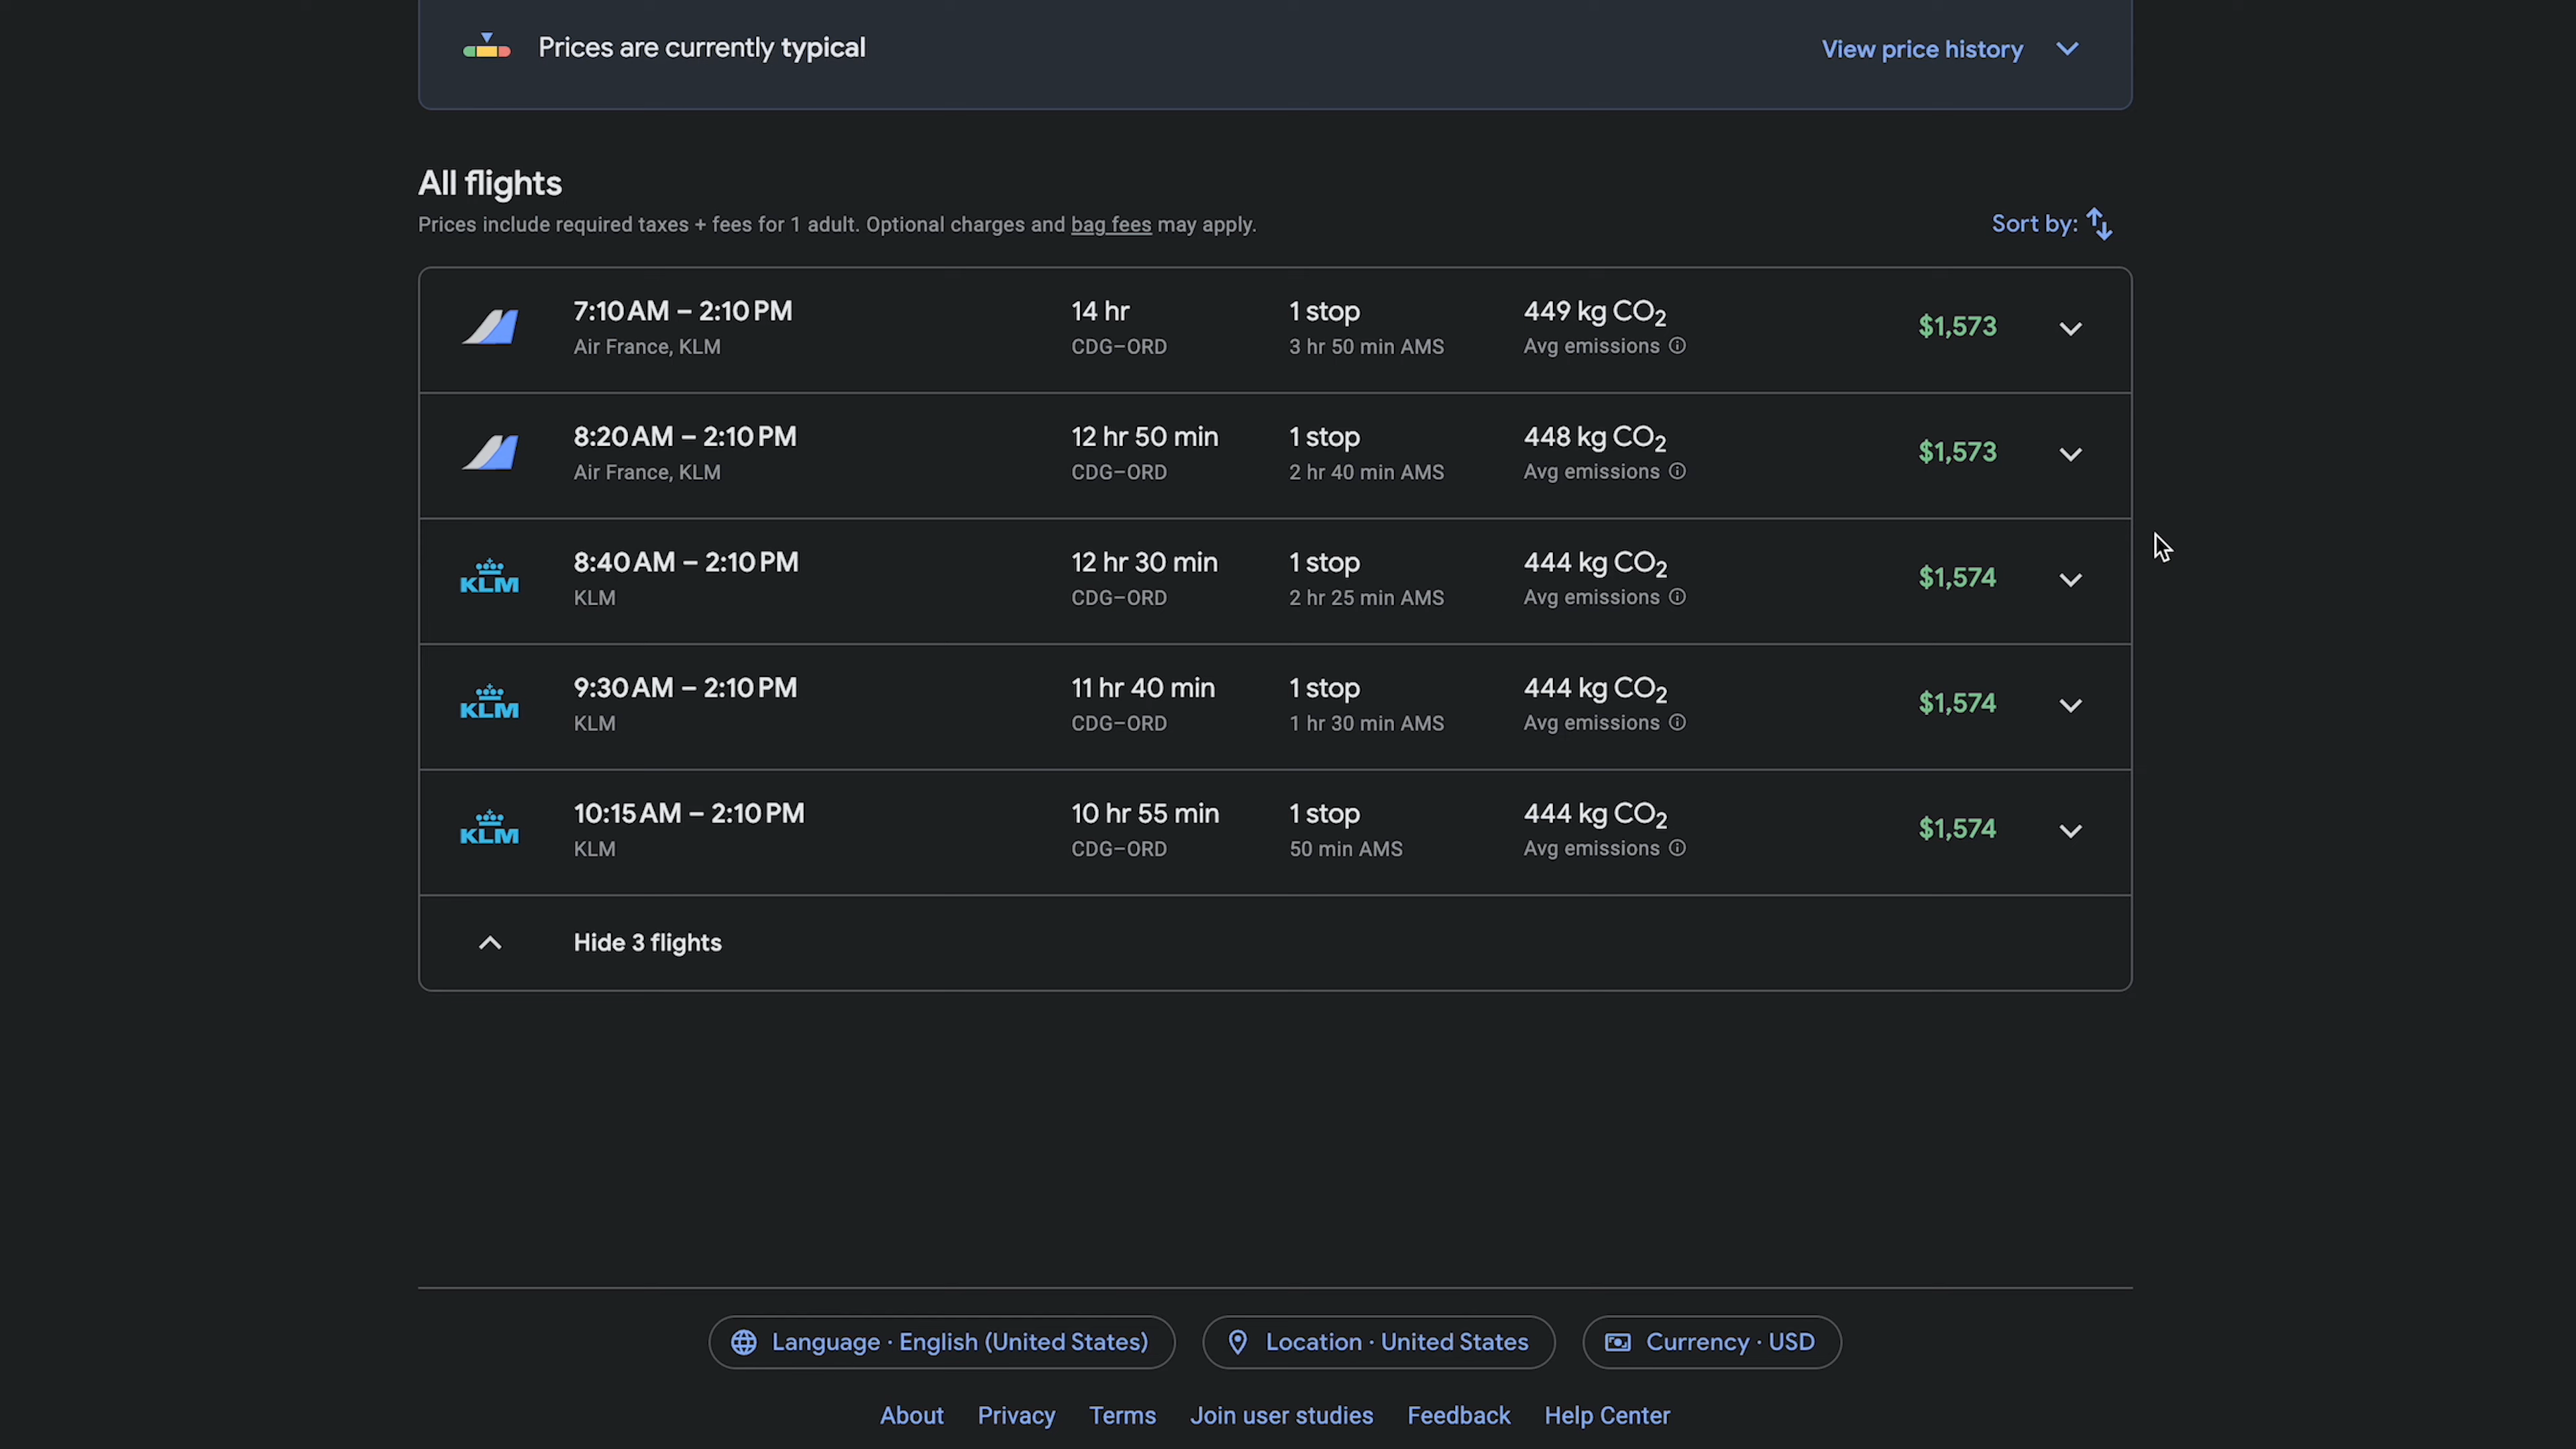 Prices are currently typical
View price history
All flights
Prices include required taxes + fees for 1 adult. Optional charges and bag fees may apply.
Sort by:
7:10 AM – 2:10 PM
14 hr
1 stop
449 kg CO2
$1,573
Air France, KLM
CDG–ORD
3 hr 50 min AMS
Avg emissions
8:20 AM – 2:10 PM
12 hr 50 min
1 stop
448 kg CO2
$1,573
Air France, KLM
CDG–ORD
2 hr 40 min AMS
Avg emissions
KLM
8:40 AM – 2:10 PM
12 hr 30 min
1 stop
444 kg CO2
$1,574
KLM
CDG–ORD
2 hr 25 min AMS
Avg emissions
KLM
9:30 AM – 2:10 PM
11 hr 40 min
1 stop
444 kg CO2
$1,574
KLM
CDG–ORD
1 hr 30 min AMS
Avg emissions
KLM
10:15 AM – 2:10 PM
10 hr 55 min
1 stop
444 kg CO2
$1,574
KLM
CDG–ORD
50 min AMS
Avg emissions
Hide 3 flights
Language · English (United States)
Location · United States
Currency · USD
About
Privacy
Terms
Join user studies
Feedback
Help Center